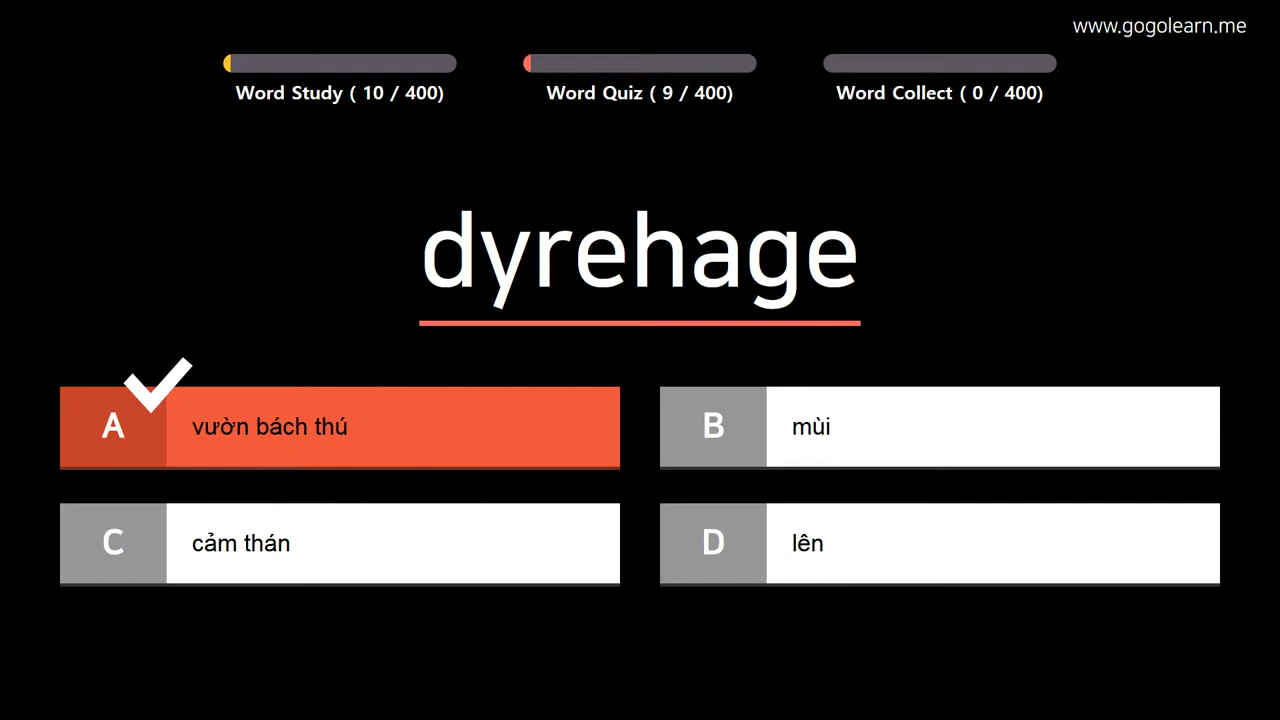 www.gogolearn.me
Word Study ( 10 / 400)
Word Quiz ( 9 / 400)
Word Collect ( 0 / 400)
dyrehage
A vườn bách thú
B mùi
C cảm thán
D lên